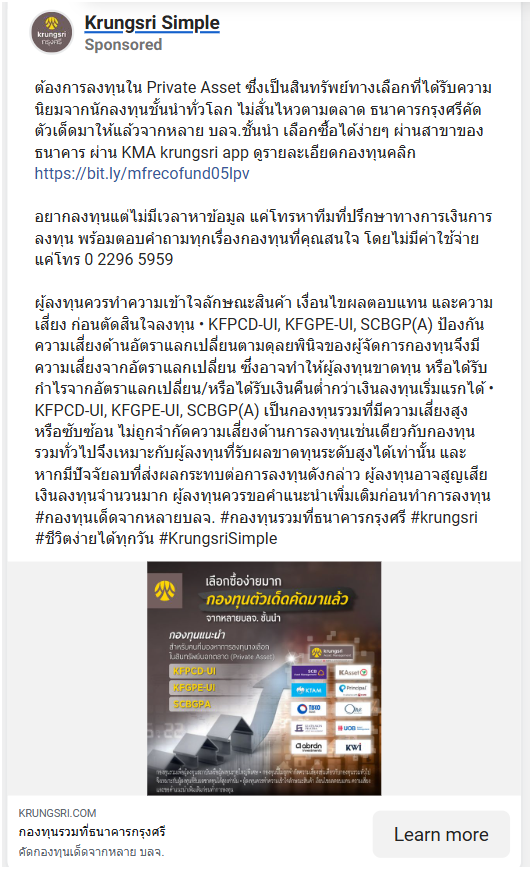 Krungsri Simple
Sponsored
krungsri
กรุงศรี
ต้องการลงทุนใน Private Asset ซึ่งเป็นสินทรัพย์ทางเลือกที่ได้รับความ
นิยมจากนักลงทุนชั้นนำทั่วโลก ไม่สั่นไหวตามตลาด ธนาคารกรุงศรีคัด
ตัวเด็ดมาให้แล้วจากหลาย บลจ.ชั้นนำ เลือกซื้อได้ง่ายๆ ผ่านสาขาของ
ธนาคาร ผ่าน KMA krungsri app ดูรายละเอียดกองทุนคลิก
https://bit.ly/mfrecofund05lpv
อยากลงทุนแต่ไม่มีเวลาหาข้อมูล แค่โทรหาทีมที่ปรึกษาทางการเงินการ
ลงทุน พร้อมตอบคำถามทุกเรื่องกองทุนที่คุณสนใจ โดยไม่มีค่าใช้จ่าย
แค่โทร 0 2296 5959
ผู้ลงทุนควรทำความเข้าใจลักษณะสินค้า เงื่อนไขผลตอบแทน และความ
เสี่ยง ก่อนตัดสินใจลงทุน • KFPCD-UI, KFGPE-UI, SCBGP(A) ป้องกัน
ความเสี่ยงด้านอัตราแลกเปลี่ยนตามดุลยพินิจของผู้จัดการกองทุนจึงมี
ความเสี่ยงจากอัตราแลกเปลี่ยน ซึ่งอาจทำให้ผู้ลงทุนขาดทุน หรือได้รับ
กำไรจากอัตราแลกเปลี่ยน/หรือได้รับเงินคืนต่ำกว่าเงินลงทุนเริ่มแรกได้ •
KFPCD-UI, KFGPE-UI, SCBGP(A) เป็นกองทุนรวมที่มีความเสี่ยงสูง
หรือซับซ้อน ไม่ถูกจำกัดความเสี่ยงด้านการลงทุนเช่นเดียวกับกองทุน
รวมทั่วไปจึงเหมาะกับผู้ลงทุนที่รับผลขาดทุนระดับสูงได้เท่านั้น และ
หากมีปัจจัยลบที่ส่งผลกระทบต่อการลงทุนดังกล่าว ผู้ลงทุนอาจสูญเสีย
เงินลงทุนจำนวนมาก ผู้ลงทุนควรขอคำแนะนำเพิ่มเติมก่อนทำการลงทุน
#กองทุนเด็ดจากหลายบลจ. #กองทุนรวมที่ธนาคารกรุงศรี #krungsri
#ชีวิตง่ายได้ทุกวัน #KrungsriSimple
เลือกซื้อง่ายมาก
กองทุนตัวเด็ดคัดมาแล้ว
จากหลายบลจ. ชั้นนำ
กองทุนแนะนำ
สำหรับคนที่มองหาการลงทุนทางเลือก
ในสินทรัพย์นอกตลาด (Private Asset)
KFPCD-UI
KFGPE-UI
SCBGPA
krungsri
SCB
KAsset
KTAM
Principal
TISCO
One
UOB
abrdn
KWI
KRUNGSRI.COM
กองทุนรวมที่ธนาคารกรุงศรี
คัดกองทุนเด็ดจากหลาย บลจ.
Learn more